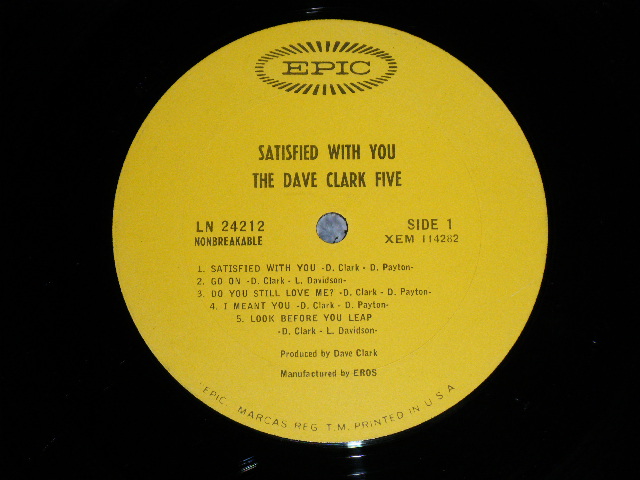 EPIC
SATISFIED WITH YOU
THE DAVE CLARK FIVE
LN 24212
NONBREAKABLE
SIDE 1
XEM 114282
1. SATISFIED WITH YOU -D. Clark - D. Payton-
2. GO ON -D. Clark - L. Davidson-
3. DO YOU STILL LOVE ME? -D. Clark - D. Payton-
4. I MEANT YOU -D. Clark - D. Payton-
5. LOOK BEFORE YOU LEAP
-D. Clark - L. Davidson-
Produced by Dave Clark
Manufactured by EROS
"EPIC" MARCAS REG. T.M. PRINTED IN U S A